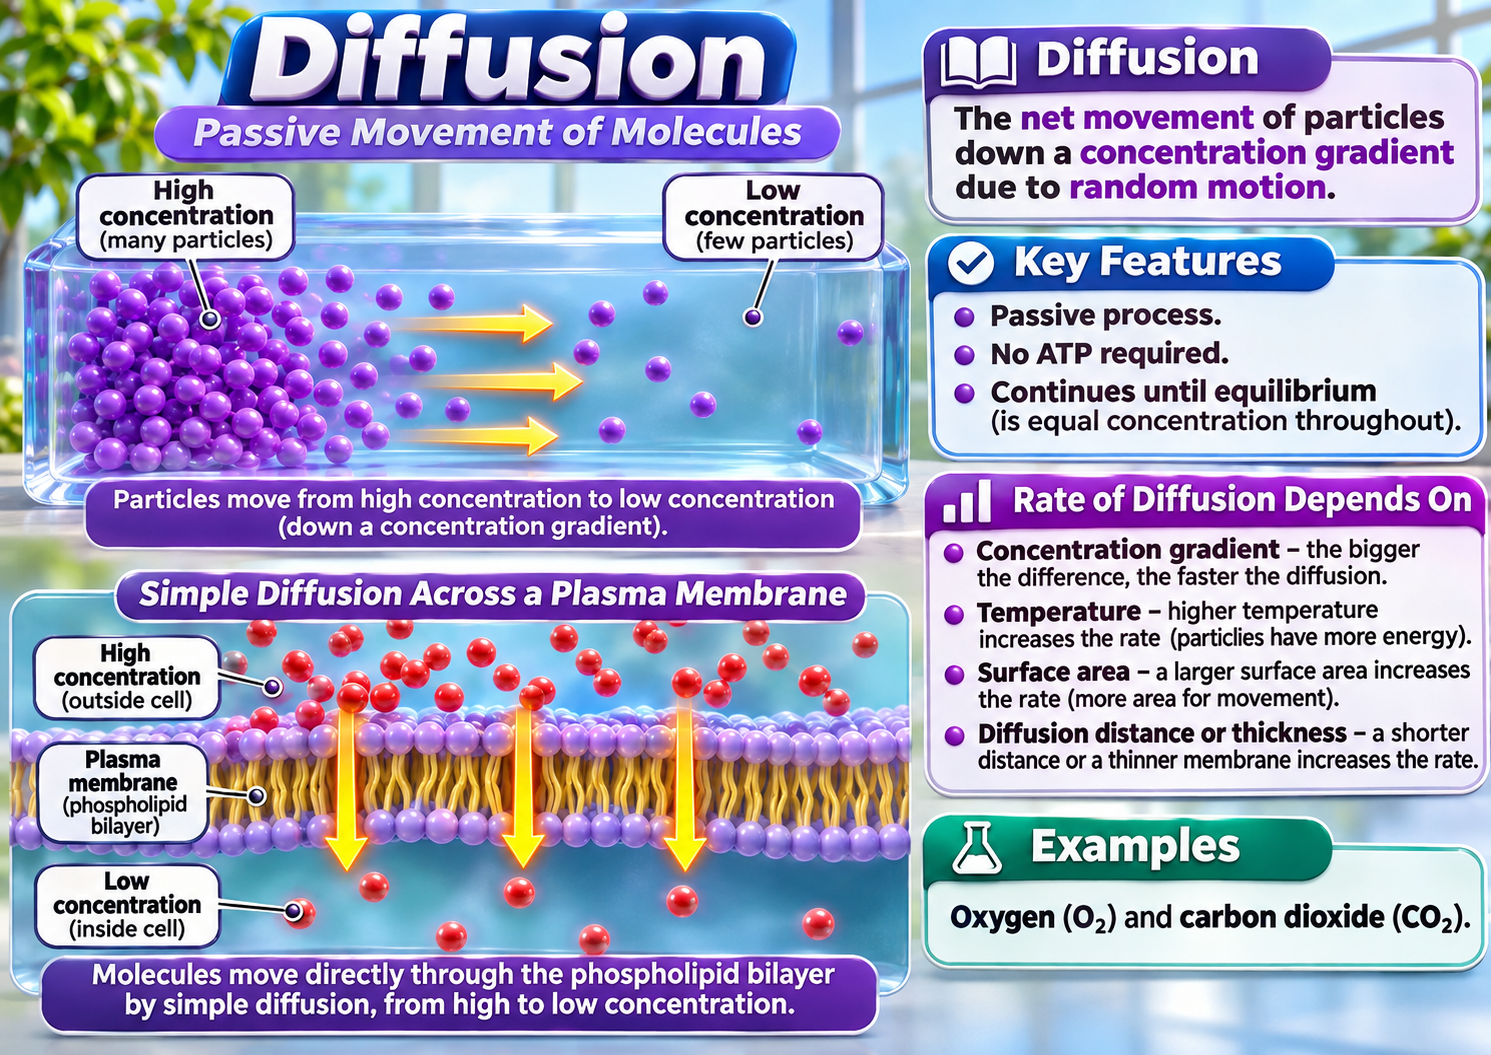 Diffusion
Passive Movement of Molecules
High
concentration
(many particles)
Low
concentration
(few particles)
Particles move from high concentration to low concentration
(down a concentration gradient).
Simple Diffusion Across a Plasma Membrane
High
concentration
(outside cell)
Plasma
membrane
(phospholipid
bilayer)
Low
concentration
(inside cell)
Molecules move directly through the phospholipid bilayer
by simple diffusion, from high to low concentration.
Diffusion
The net movement of particles
down a concentration gradient
due to random motion.
Key Features
Passive process.
No ATP required.
Continues until equilibrium
(is equal concentration throughout).
Rate of Diffusion Depends On
Concentration gradient – the bigger
the difference, the faster the diffusion.
Temperature – higher temperature
increases the rate (particlies have more energy).
Surface area – a larger surface area increases
the rate (more area for movement).
Diffusion distance or thickness – a shorter
distance or a thinner membrane increases the rate.
Examples
Oxygen (O₂) and carbon dioxide (CO₂).